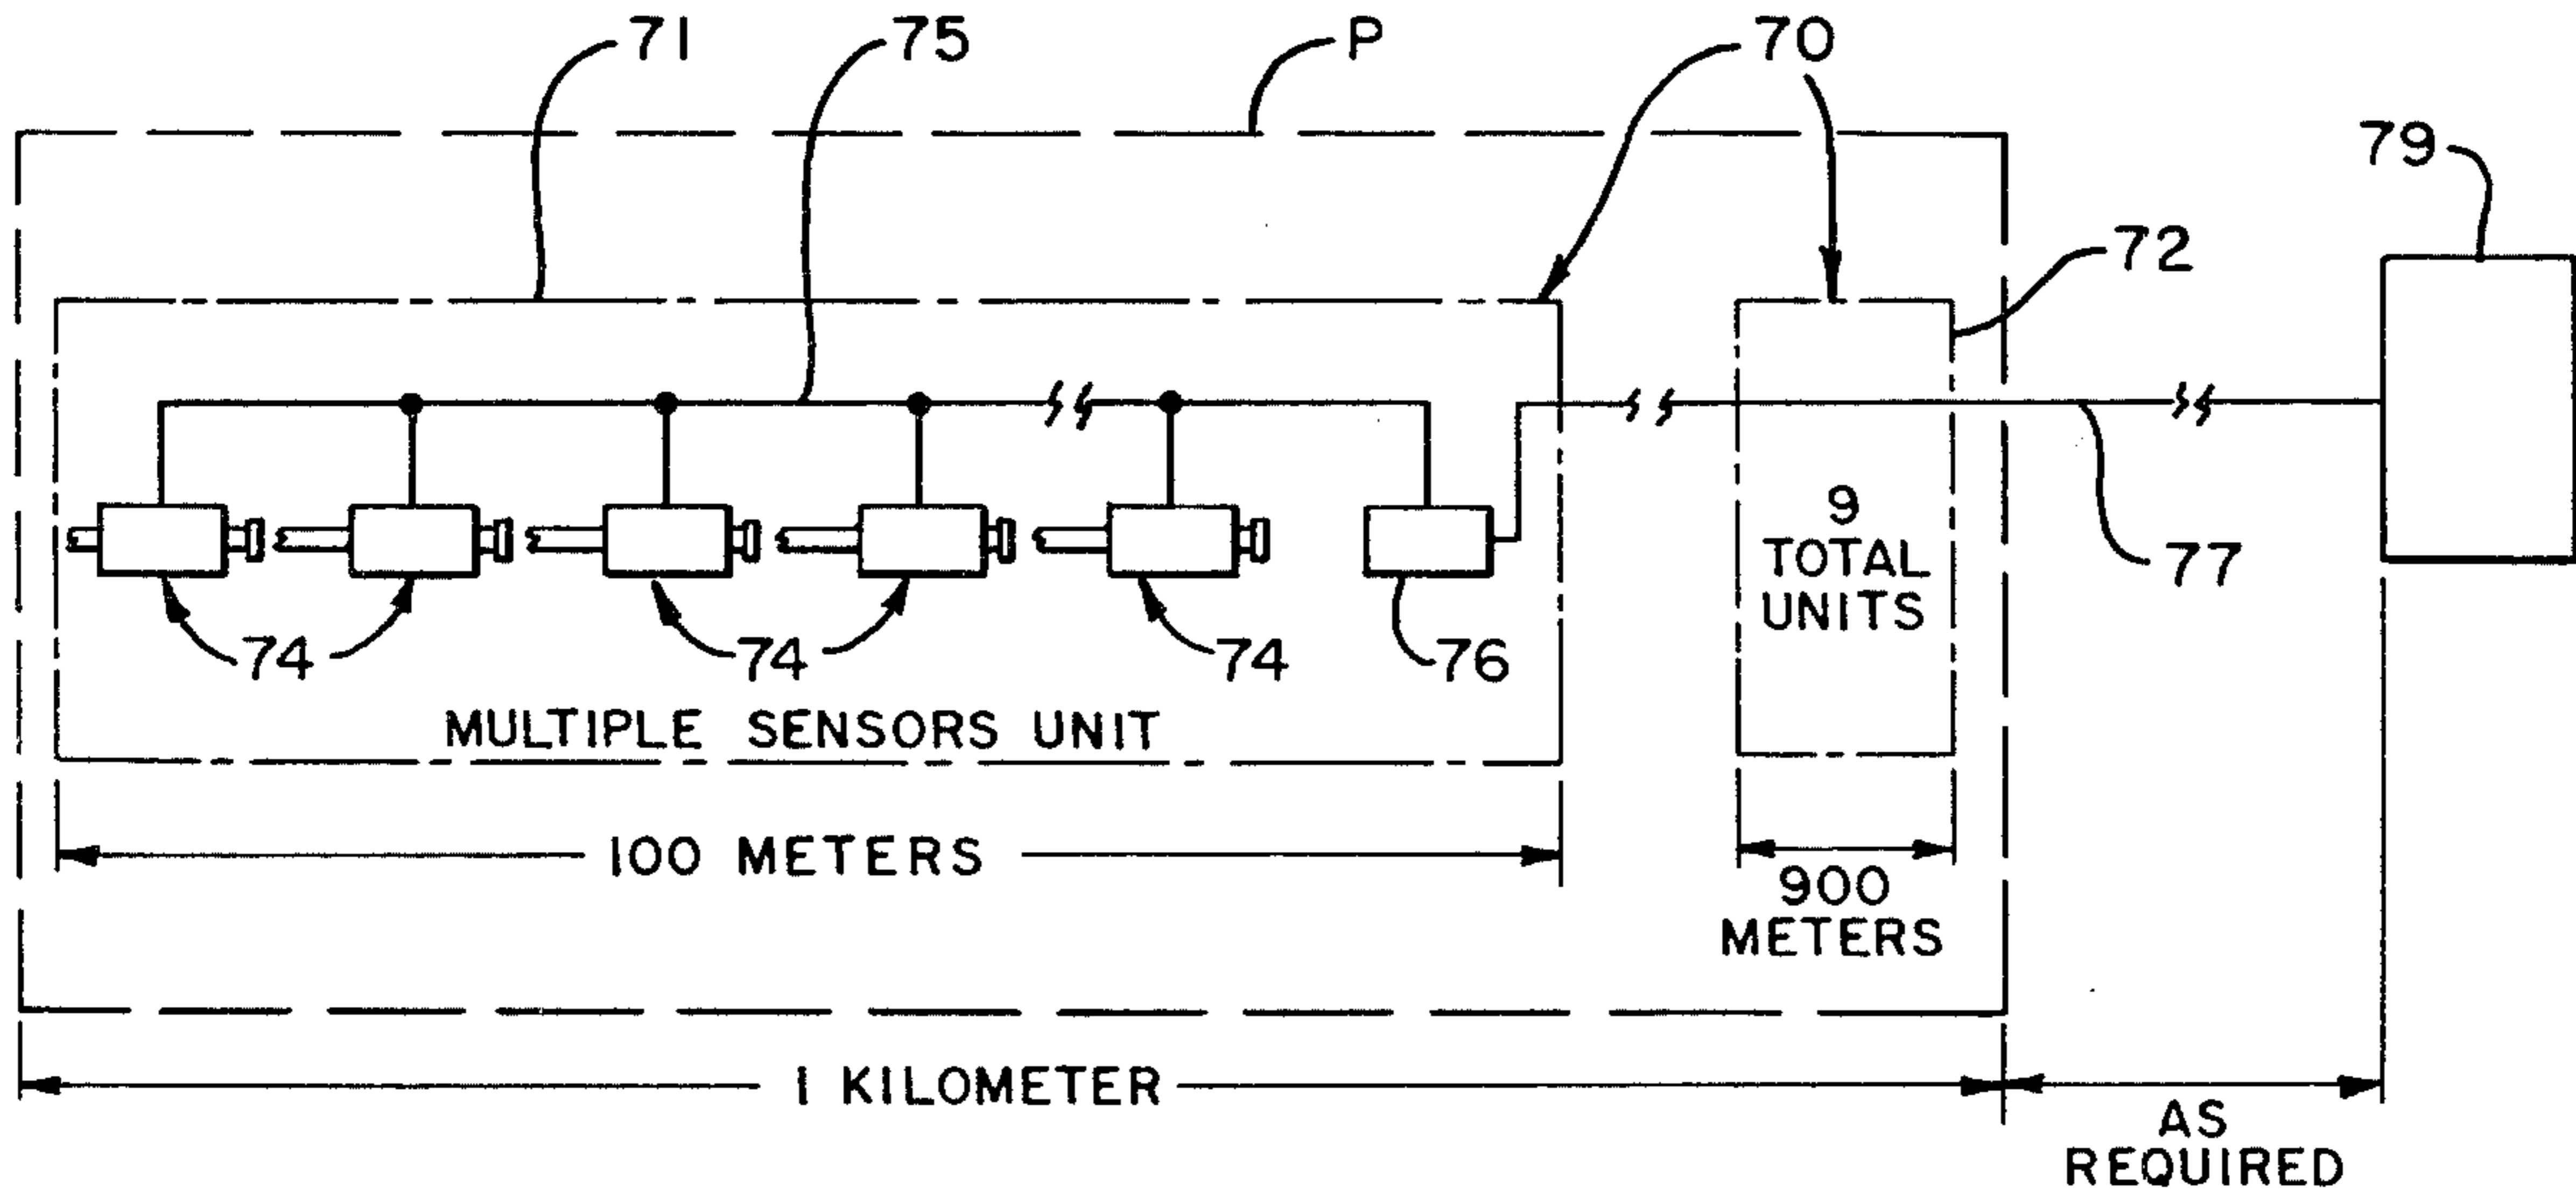 71
75
P
70
79
72
9
TOTAL
UNITS
77
74
74
74
76
MULTIPLE SENSORS UNIT
100 METERS
900
METERS
1 KILOMETER
AS
REQUIRED